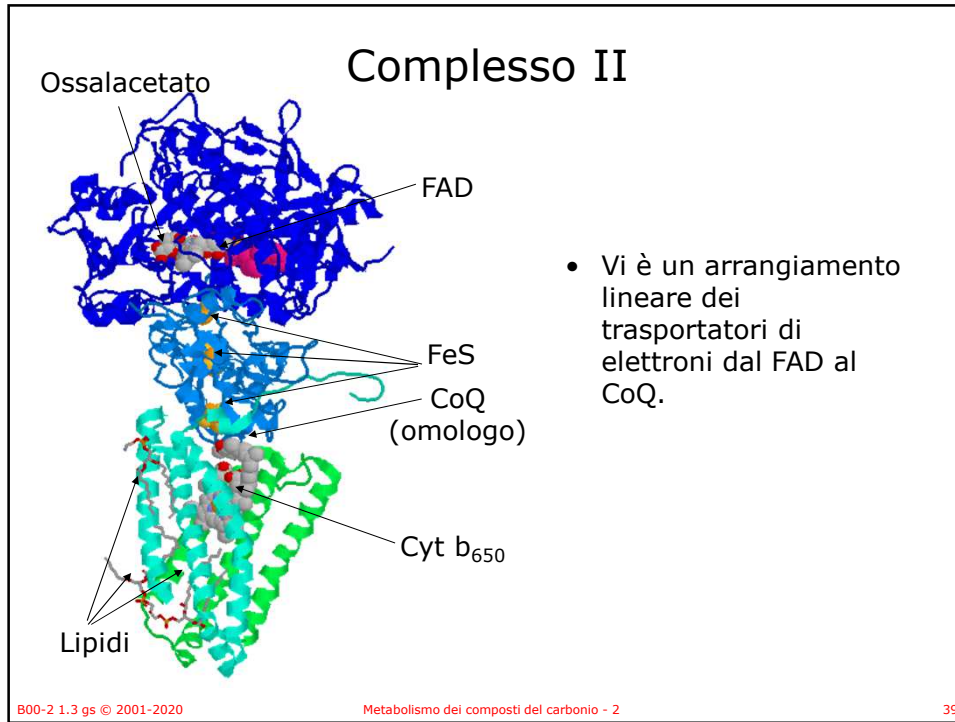 Complesso II
Ossalacetato
FAD
FeS
CoQ
(omologo)
Cyt b₆₅₀
Lipidi
• Vi è un arrangiamento
lineare dei
trasportatori di
elettroni dal FAD al
CoQ.
B00-2 1.3 gs © 2001-2020
Metabolismo dei composti del carbonio - 2
39